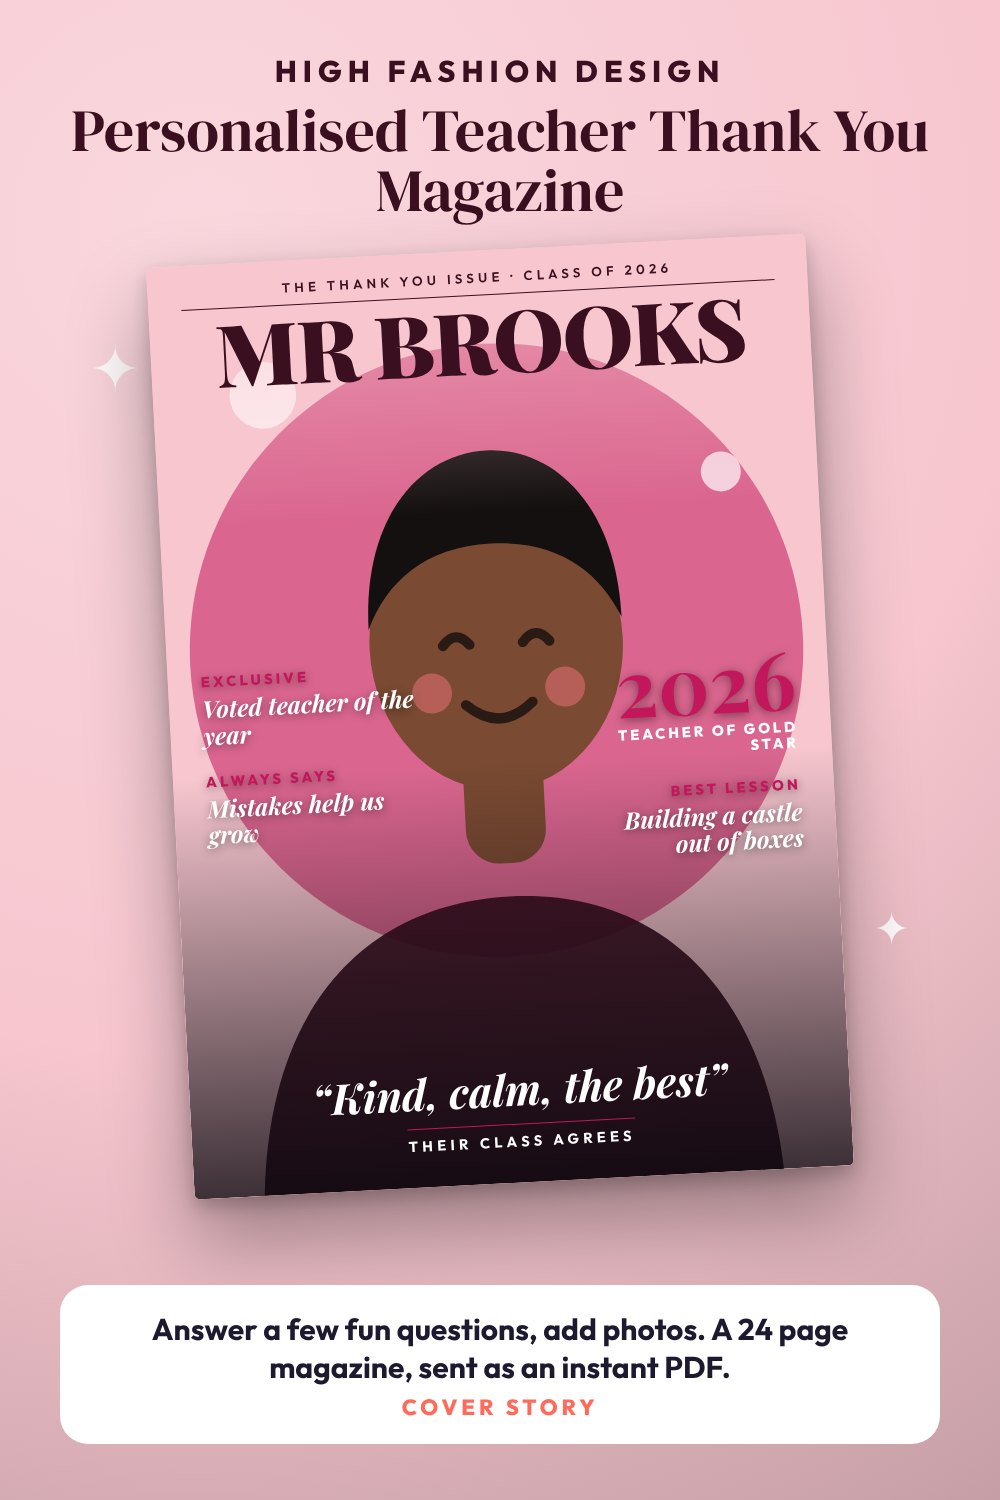 HIGH FASHION DESIGN
Personalised Teacher Thank You
Magazine
THE THANK YOU ISSUE · CLASS OF 2026
MR BROOKS
EXCLUSIVE
Voted teacher of the
year
ALWAYS SAYS
Mistakes help us
grow
2026
TEACHER OF GOLD
STAR
BEST LESSON
Building a castle
out of boxes
“Kind, calm, the best”
THEIR CLASS AGREES
Answer a few fun questions, add photos. A 24 page
magazine, sent as an instant PDF.
COVER STORY